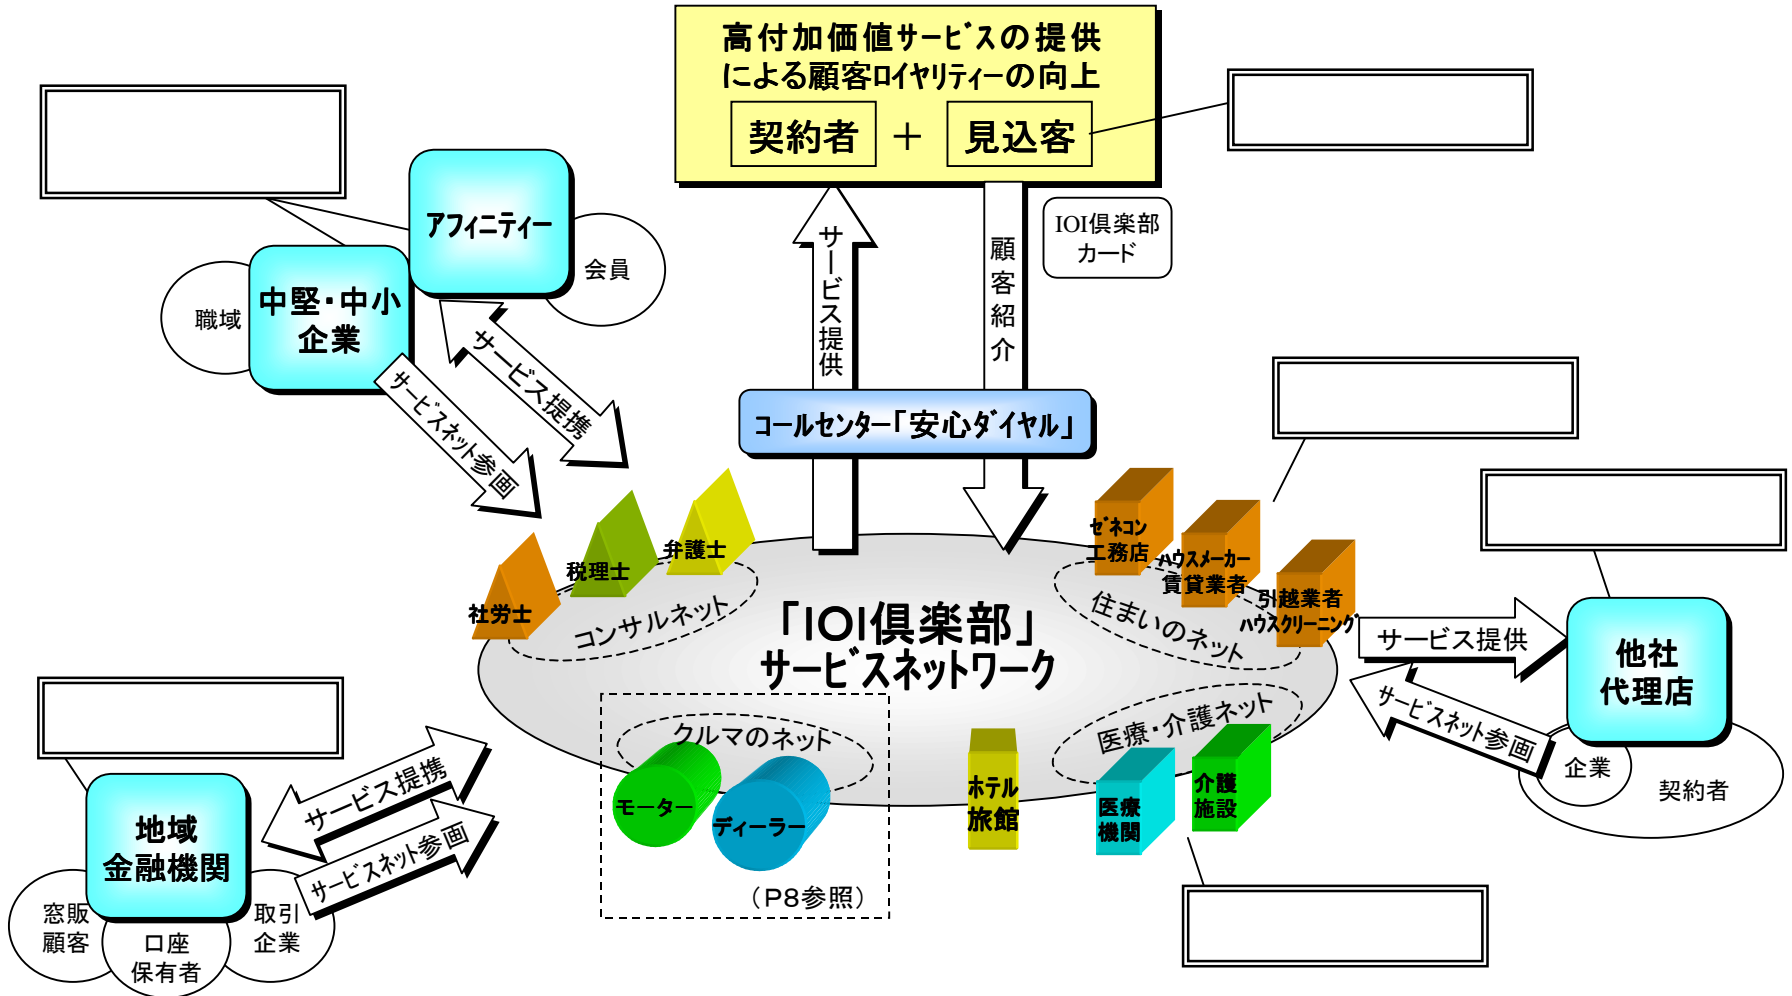 高付加価値サービスの提供
による顧客ロイヤリティーの向上
契約者
＋
見込客
アフィニティー
会員
中堅・中小
企業
職域
サービス提携
サービスネット参画
サービス提供
顧客紹介
IOI倶楽部
カード
コールセンター「安心ダイヤル」
弁護士
税理士
社労士
コンサルネット
ゼネコン
工務店
ハウスメーカー
賃貸業者
引越業者
ハウスクリーニング
住まいのネット
「IOI倶楽部」
サービスネットワーク
サービス提供
サービスネット参画
他社
代理店
企業
契約者
クルマのネット
モーター
ディーラー
（P8参照）
ホテル
旅館
医療・介護ネット
医療
機関
介護
施設
サービス提携
サービスネット参画
地域
金融機関
窓販
顧客
口座
保有者
取引
企業